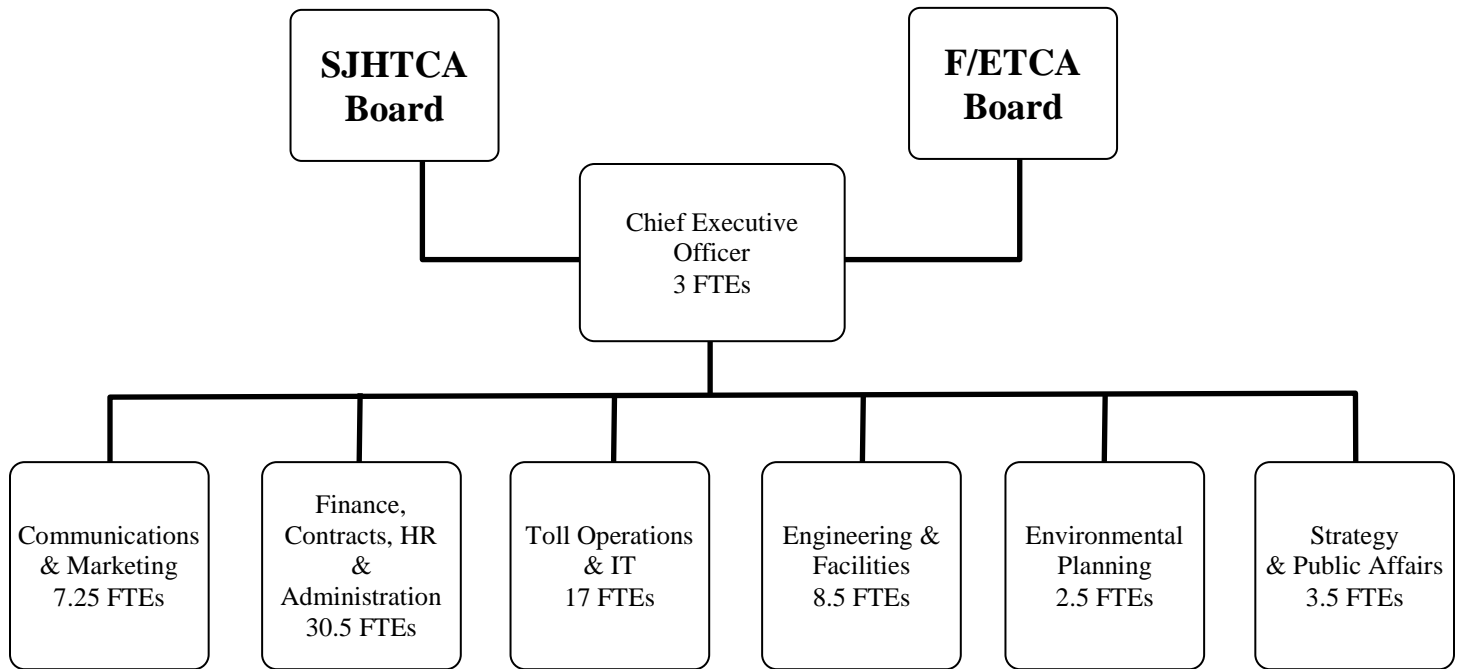 SJHTCA
Board
F/ETCA
Board
Chief Executive
Officer
3 FTEs
Communications
& Marketing
7.25 FTEs
Finance,
Contracts, HR
&
Administration
30.5 FTEs
Toll Operations
& IT
17 FTEs
Engineering &
Facilities
8.5 FTEs
Environmental
Planning
2.5 FTEs
Strategy
& Public Affairs
3.5 FTEs